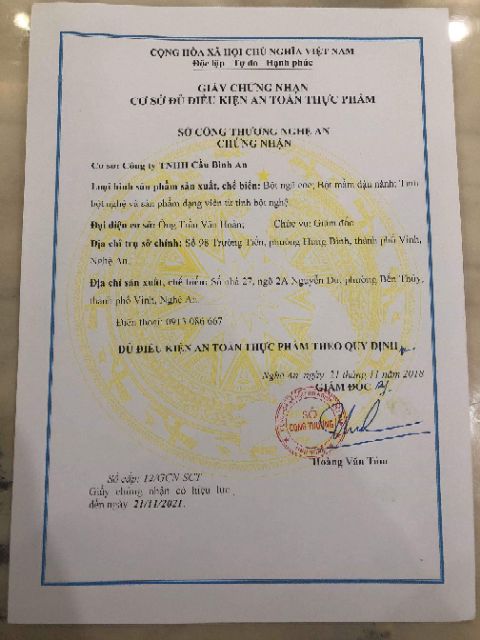 CỘNG HÒA XÃ HỘI CHỦ NGHĨA VIỆT NAM
Độc lập - Tự do - Hạnh phúc
GIẤY CHỨNG NHẬN
CƠ SỞ ĐỦ ĐIỀU KIỆN AN TOÀN THỰC PHẨM
SỞ CÔNG THƯƠNG NGHỆ AN
CHỨNG NHẬN
Cơ sở: Công ty TNHH Cầu Bình An
Loại hình sản phẩm sản xuất, chế biến: Bột ngũ cốc; Bột mầm đậu nành; Tinh
bột nghệ và sản phẩm dạng viên từ tinh bột nghệ.
Đại diện cơ sở: Ông Trần Văn Hoàn; Chức vụ: Giám đốc
Địa chỉ trụ sở chính: Số 98 Trường Tiến, phường Hưng Bình, thành phố Vinh,
Nghệ An.
Địa chỉ sản xuất, chế biến: Số nhà 27, ngõ 2A Nguyễn Du, phường Bến Thủy,
thành phố Vinh, Nghệ An.
Điện thoại: 0913 086 667
ĐỦ ĐIỀU KIỆN AN TOÀN THỰC PHẨM THEO QUY ĐỊNH
Nghệ An, ngày 21 tháng 11 năm 2018
GIÁM ĐỐC
SỞ
CÔNG THƯƠNG
Hoàng Văn Tám
Số cấp: 12/GCN-SCT
Giấy chứng nhận có hiệu lực
đến ngày 21/11/2021.